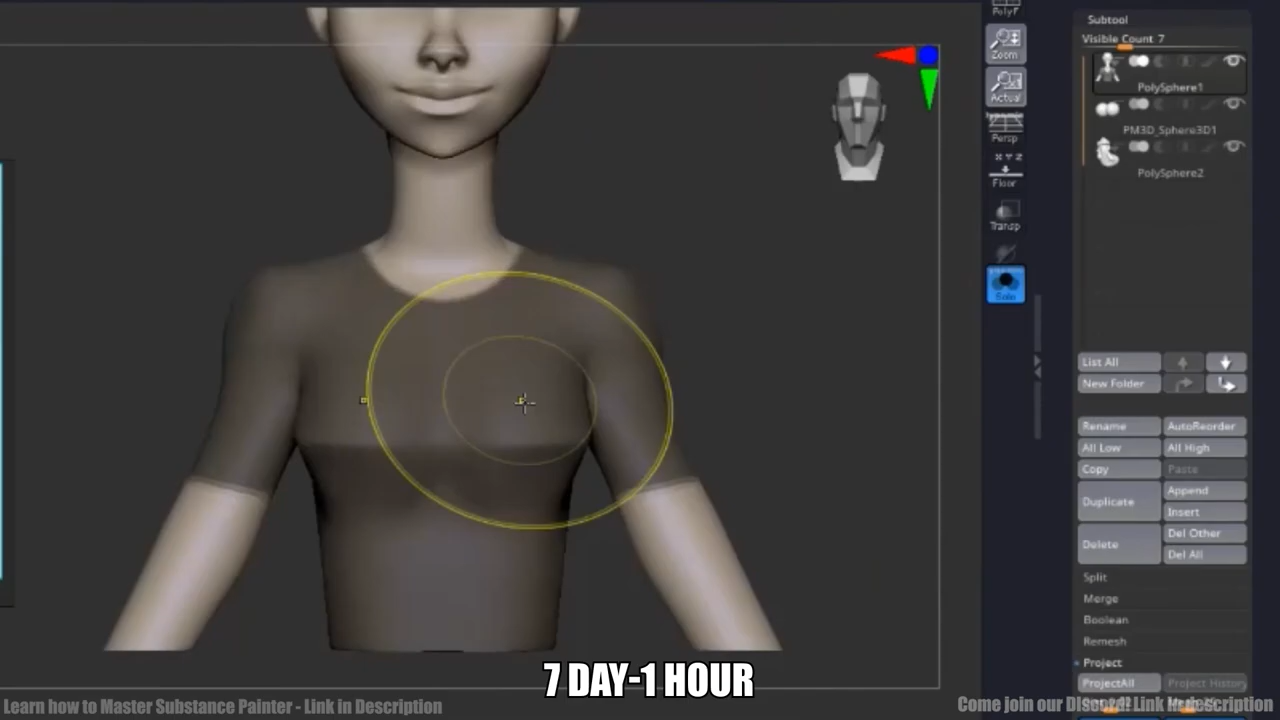 PolyF
Zoom
Actual
Persp
X Y Z
Floor
Transp
Solo
Subtool
Visible Count 7
PolySphere1
PM3D_Sphere3D1
PolySphere2
List All
New Folder
Rename AutoReorder
All Low All High
Copy Paste
Duplicate Append
Insert
Delete Del Other
Del All
Split
Merge
Boolean
Remesh
Project
ProjectAll Project History
7 DAY-1 HOUR
Learn how to Master Substance Painter - Link in Description
Come join our Discord! Link in description